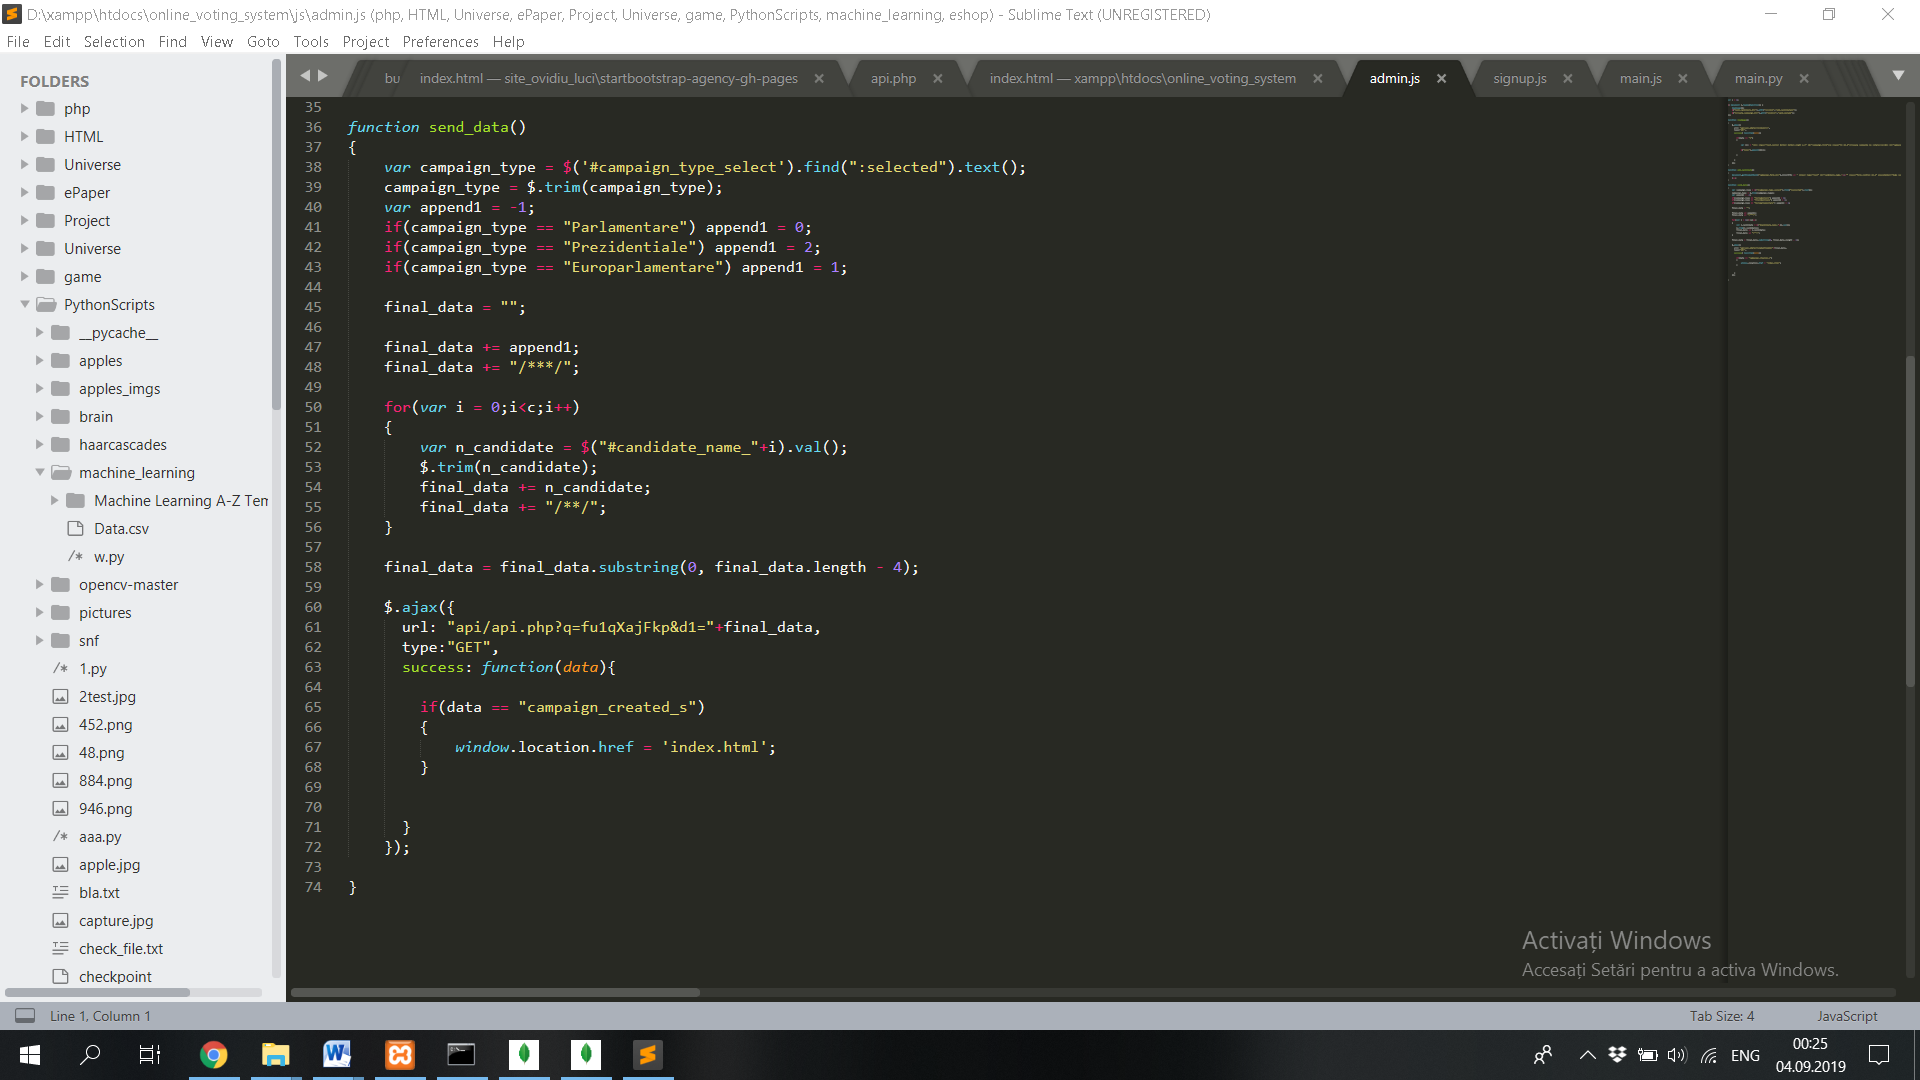 D:\xampp\htdocs\online_voting_system\js\admin.js (php, HTML, Universe, ePaper, Project, Universe, game, PythonScripts, machine_learning, eshop) - Sublime Text (UNREGISTERED)
File Edit Selection Find View Goto Tools Project Preferences Help
FOLDERS
php
HTML
Universe
ePaper
Project
Universe
game
PythonScripts
__pycache__
apples
apples_imgs
brain
haarcascades
machine_learning
Machine Learning A-Z Tem
Data.csv
/* w.py
opencv-master
pictures
snf
/* 1.py
2test.jpg
452.png
48.png
884.png
946.png
/* aaa.py
apple.jpg
bla.txt
capture.jpg
check_file.txt
checkpoint
bu index.html — site_ovidiu_luci\startbootstrap-agency-gh-pages × api.php × index.html — xampp\htdocs\online_voting_system × admin.js × signup.js × main.js × main.py ×
35
36 function send_data()
37 {
38 var campaign_type = $('#campaign_type_select').find(":selected").text();
39 campaign_type = $.trim(campaign_type);
40 var append1 = -1;
41 if(campaign_type == "Parlamentare") append1 = 0;
42 if(campaign_type == "Prezidentiale") append1 = 2;
43 if(campaign_type == "Europarlamentare") append1 = 1;
44
45 final_data = "";
46
47 final_data += append1;
48 final_data += "/***/";
49
50 for(var i = 0;i<c;i++)
51 {
52 var n_candidate = $("#candidate_name_"+i).val();
53 $.trim(n_candidate);
54 final_data += n_candidate;
55 final_data += "/**/";
56 }
57
58 final_data = final_data.substring(0, final_data.length - 4);
59
60 $.ajax({
61 url: "api/api.php?q=fu1qXajFkp&d1="+final_data,
62 type:"GET",
63 success: function(data){
64
65 if(data == "campaign_created_s")
66 {
67 window.location.href = 'index.html';
68 }
69
70
71 }
72 });
73
74 }
Activați Windows
Accesați Setări pentru a activa Windows.
Line 1, Column 1
Tab Size: 4
JavaScript
ENG
00:25
04.09.2019